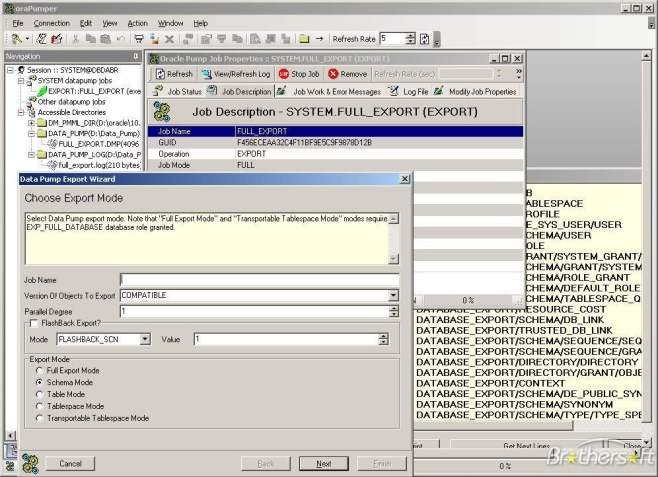 oraPumper
File Connection Edit View Action Job Window Help
Refresh Rate 5
Navigation
Session :: SYSTEM@DBDABR
SYSTEM datapump jobs
EXPORT::FULL_EXPORT (exe
Other datapump jobs
Accessible Directories
DM_PMML_DIR(D:\oracle\10.
DATA_PUMP(D:\Data_Pump)
FULL_EXPORT.DMP(4096
DATA_PUMP_LOG(D:\Data_P
full_export.log(210 bytes)
Oracle Pump Job Properties :: SYSTEM.FULL_EXPORT (EXPORT)
Refresh View/Refresh Log Stop Job Remove Refresh Rate (sec)
Job Status Job Description Job Work & Error Messages Log File Modify Job Properties
Job Description - SYSTEM.FULL_EXPORT (EXPORT)
Job Name FULL_EXPORT
GUID F456ECEAA32C4F11BF9E5C9F9878D12B
Operation EXPORT
Job Mode FULL
0 %
Data Pump Export Wizard
Choose Export Mode
Select Data Pump export mode. Note that "Full Export Mode" and "Transportable Tablespace Mode" modes require
EXP_FULL_DATABASE database role granted.
Job Name
Version Of Objects To Export COMPATIBLE
Parallel Degree 1
FlashBack Export?
Mode FLASHBACK_SCN Value 1
Export Mode
Full Export Mode
Schema Mode
Table Mode
Tablespace Mode
Transportable Tablespace Mode
Cancel Back Next Finish
B
ABLESPACE
ROFILE
E_SYS_USER/USER
CHEMA/USER
OLE
RANT/SYSTEM_GRANT/
CHEMA/GRANT/SYSTEM
CHEMA/ROLE_GRANT
CHEMA/DEFAULT_ROLE
CHEMA/TABLESPACE_Q
DATABASE_EXPORT/RESOURCE_COST
DATABASE_EXPORT/SCHEMA/DB_LINK
DATABASE_EXPORT/TRUSTED_DB_LINK
DATABASE_EXPORT/SCHEMA/SEQUENCE/SEQ
DATABASE_EXPORT/SCHEMA/SEQUENCE/GRA
DATABASE_EXPORT/DIRECTORY/DIRECTORY
DATABASE_EXPORT/DIRECTORY/GRANT/OBJE
DATABASE_EXPORT/CONTEXT
DATABASE_EXPORT/SCHEMA/DE_PUBLIC_SYN
DATABASE_EXPORT/SCHEMA/SYNONYM
DATABASE_EXPORT/SCHEMA/TYPE/TYPE_SPE
Get Next Lines Close
0 %
Brothersoft